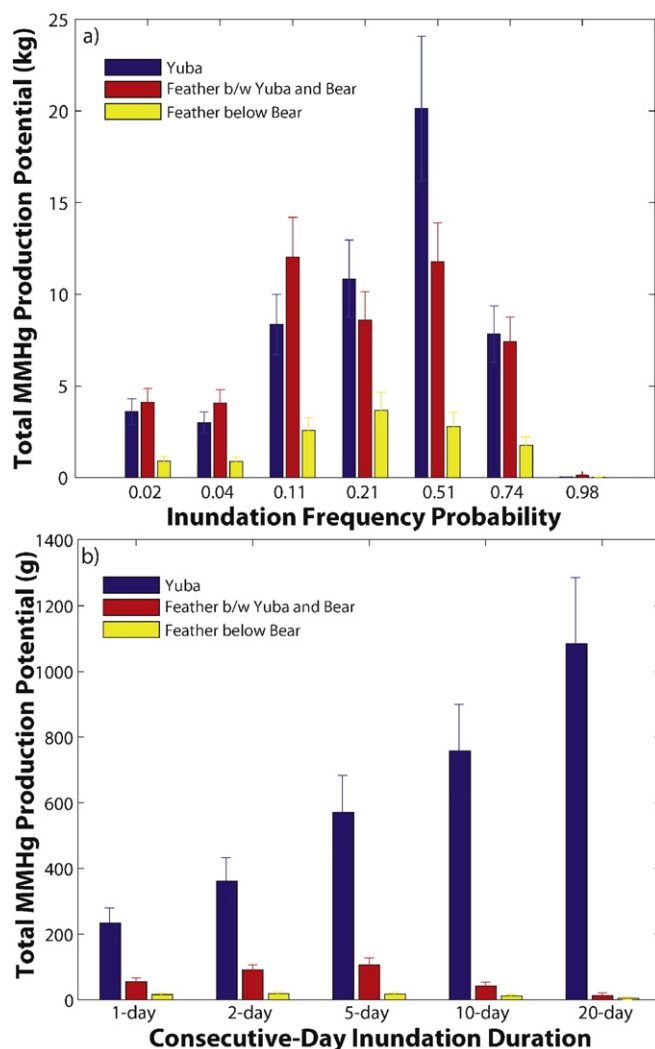 a)
25
20
15
10
5
0
Total MMHg Production Potential (kg)
Yuba
Feather b/w Yuba and Bear
Feather below Bear
0.02 0.04 0.11 0.21 0.51 0.74 0.98
Inundation Frequency Probability
b)
1400
1200
1000
800
600
400
200
0
Total MMHg Production Potential (g)
Yuba
Feather b/w Yuba and Bear
Feather below Bear
1-day 2-day 5-day 10-day 20-day
Consecutive-Day Inundation Duration